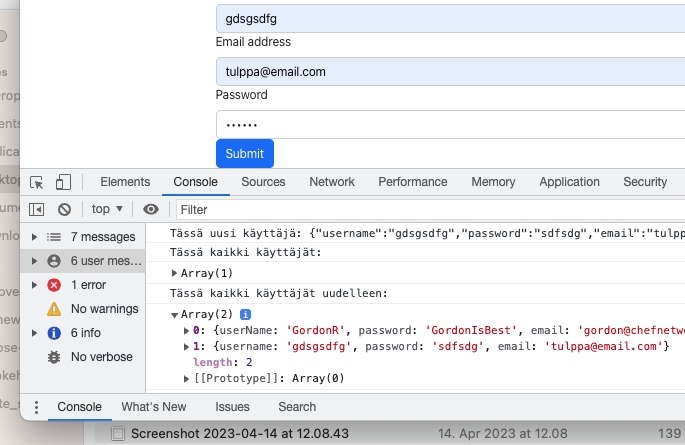 gdsgsdfg
Email address
tulppa@email.com
Password
••••••
Submit
Elements Console Sources Network Performance Memory Application Security
top Filter
7 messages
6 user mes...
1 error
No warnings
6 info
No verbose
Tässä uusi käyttäjä: {"username":"gdsgsdfg","password":"sdfsdg","email":"tulpp
Tässä kaikki käyttäjät:
Array(1)
Tässä kaikki käyttäjät uudelleen:
Array(2)
0: {userName: 'GordonR', password: 'GordonIsBest', email: 'gordon@chefnetwo
1: {username: 'gdsgsdfg', password: 'sdfsdg', email: 'tulppa@email.com'}
length: 2
[[Prototype]]: Array(0)
Console What's New Issues Search
Screenshot 2023-04-14 at 12.08.43 14. Apr 2023 at 12.08 139